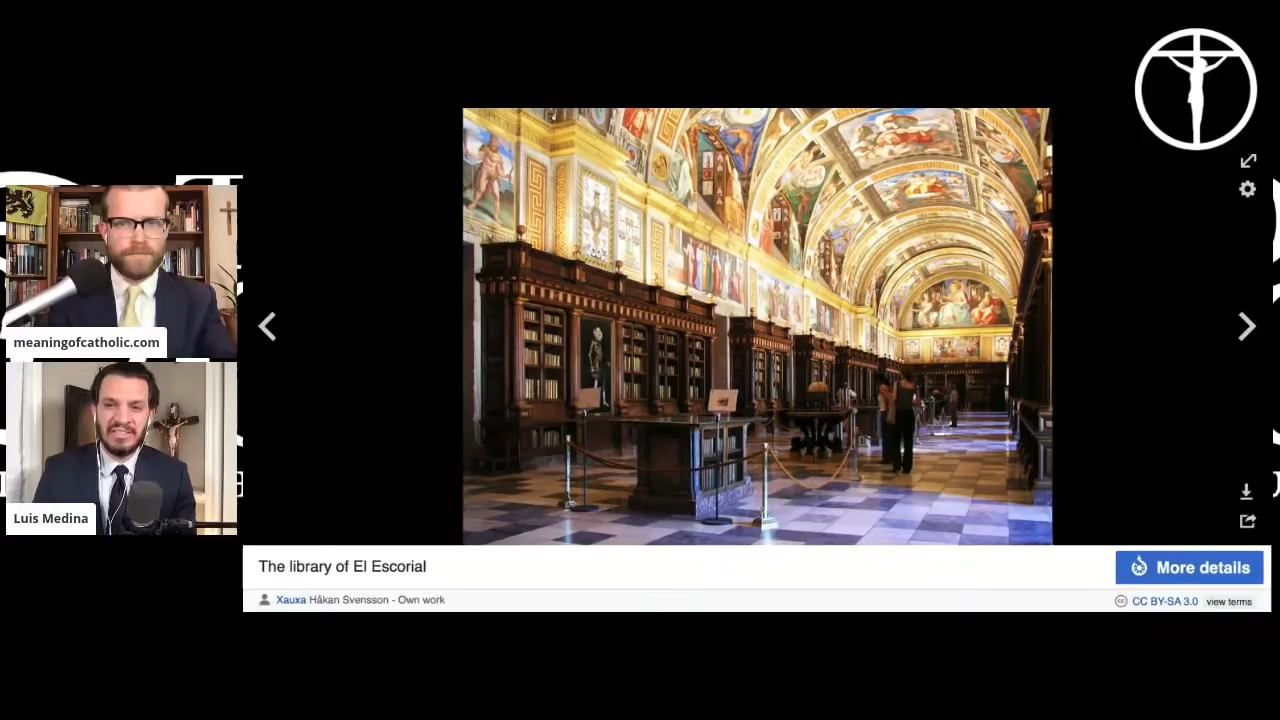 meaningofcatholic.com
Luis Medina
The library of El Escorial
More details
Xauxa Håkan Svensson - Own work
CC BY-SA 3.0 view terms